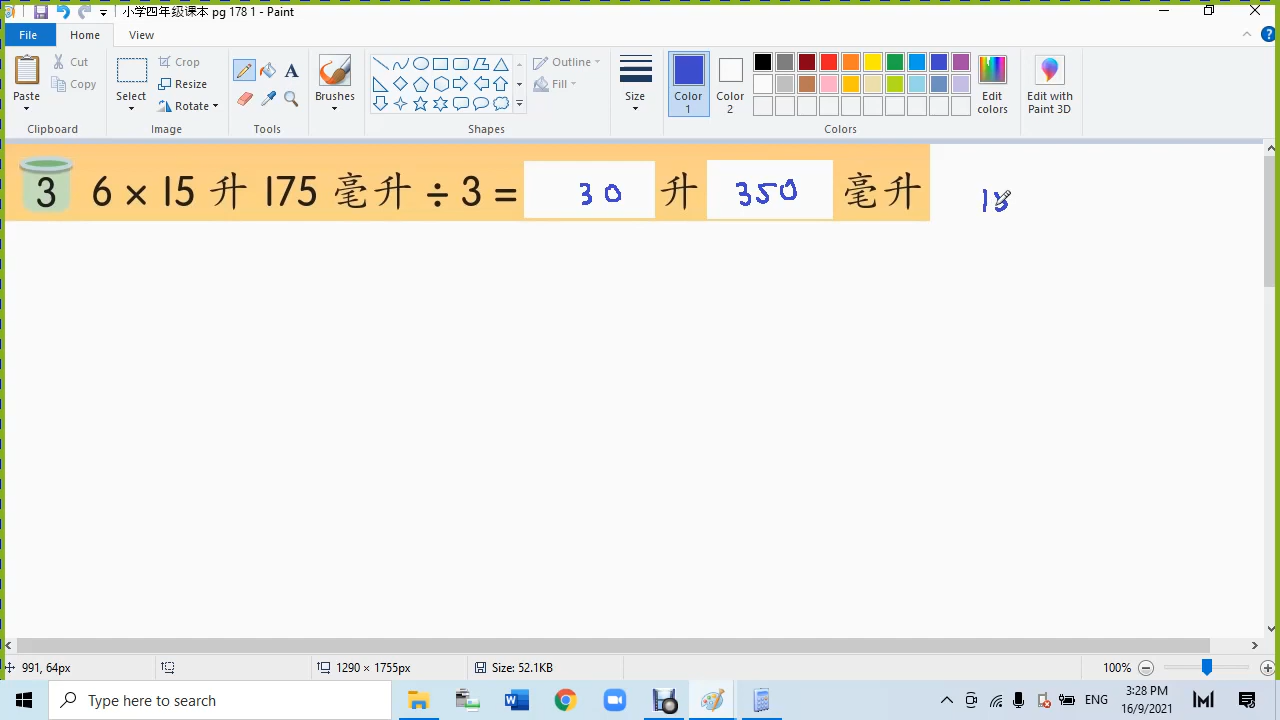 小学四年级课本 pg 178 1 - Paint
File Home View
Paste Cut Copy Select Crop Resize Rotate A Brushes Outline Fill Size Color 1 Color 2 Edit colors Edit with Paint 3D
Clipboard Image Tools Shapes Colors
3 6 × 15 升 175 毫升 ÷ 3 = 30 升 350 毫升 15
991, 64px 1290 × 1755px Size: 52.1KB 100%
Type here to search ENG 3:28 PM 16/9/2021